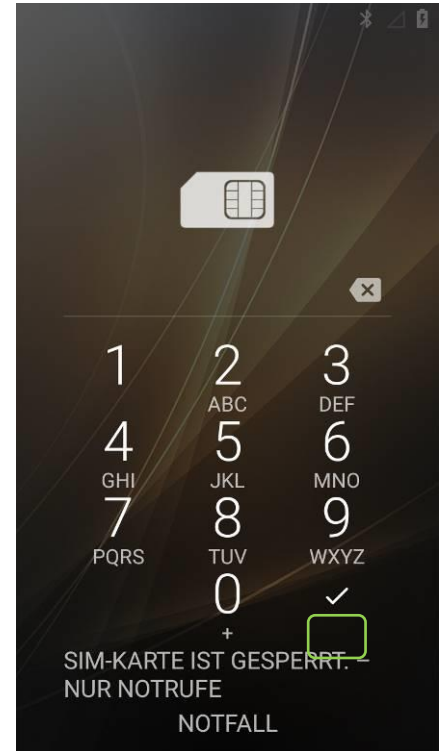 1 2 3
ABC DEF
4 5 6
GHI JKL MNO
7 8 9
PQRS TUV WXYZ
0
+
SIM-KARTE IST GESPERRT. –
NUR NOTRUFE
NOTFALL